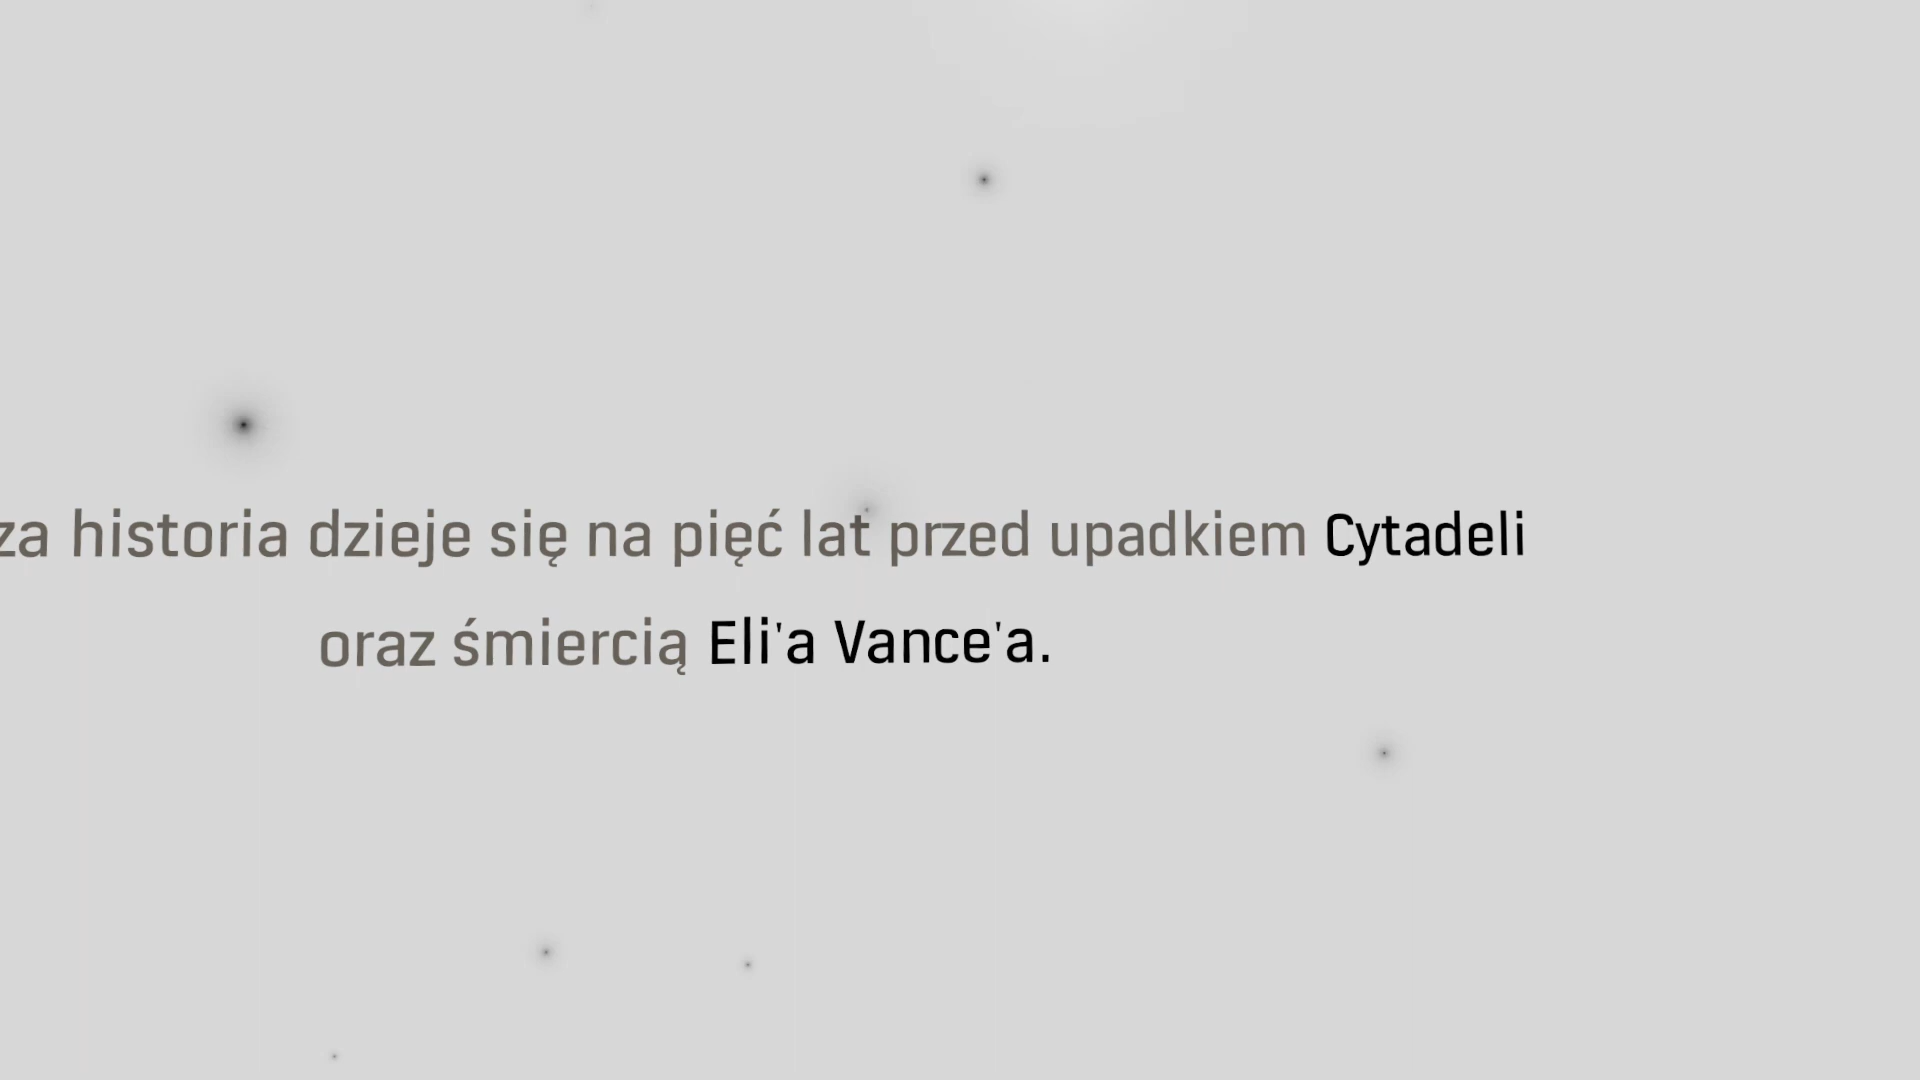 za historia dzieje się na pięć lat przed upadkiem Cytadeli
oraz śmiercią Eli'a Vance'a.